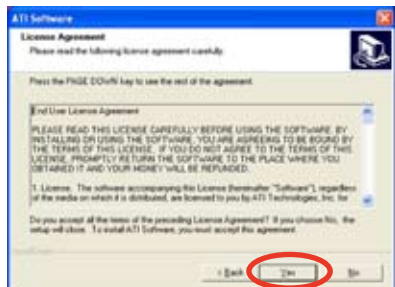 ATI Software
License Agreement
Please read the following license agreement carefully.
Press the PAGE DOWN key to see the rest of the agreement.
End User License Agreement
PLEASE READ THIS LICENSE CAREFULLY BEFORE USING THE SOFTWARE. BY
INSTALLING OR USING THE SOFTWARE, YOU ARE AGREEING TO BE BOUND BY
THE TERMS OF THIS LICENSE. IF YOU DO NOT AGREE TO THE TERMS OF THIS
LICENSE, PROMPTLY RETURN THE SOFTWARE TO THE PLACE WHERE YOU
OBTAINED IT AND YOUR MONEY WILL BE REFUNDED.
1. License. The software accompanying this License (hereinafter "Software"), regardless
of the media on which it is distributed, are licensed to you by ATI Technologies, Inc. for
Do you accept all the terms of the preceding License Agreement? If you choose No, the
setup will close. To install ATI Software, you must accept this agreement.
< Back Yes No